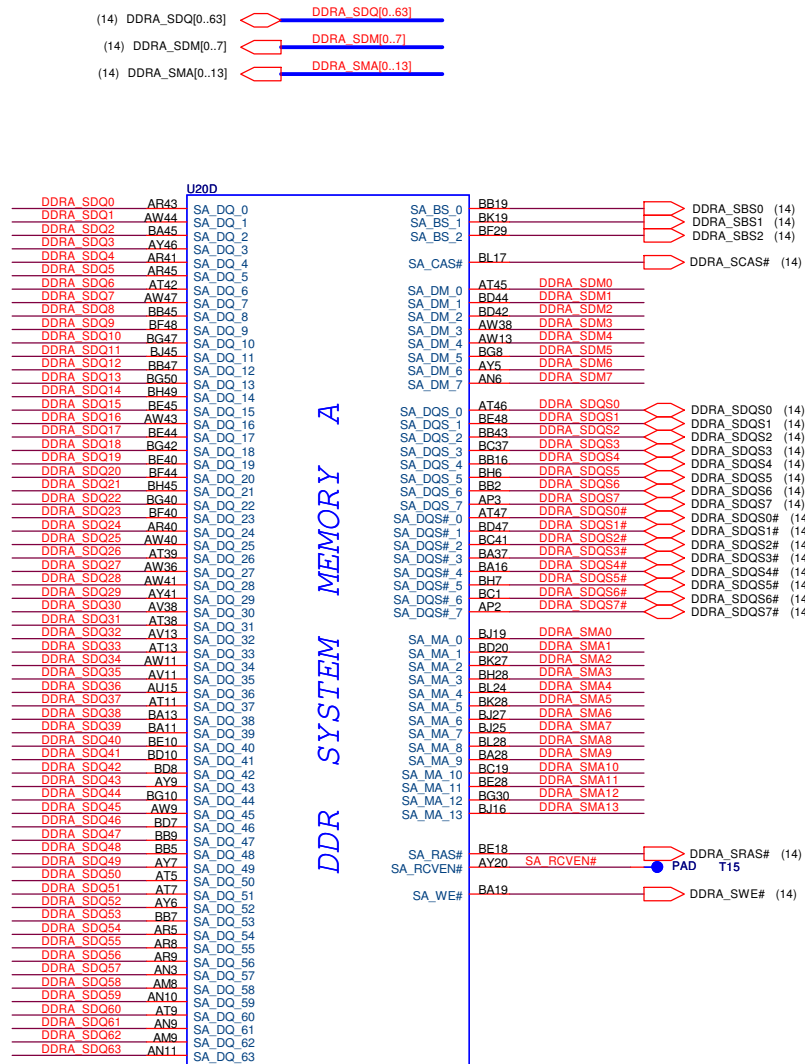 (14) DDRA_SDQ[0..63] DDRA_SDQ[0..63]
(14) DDRA_SDM[0..7] DDRA_SDM[0..7]
(14) DDRA_SMA[0..13] DDRA_SMA[0..13]
U20D
DDRA_SDQ0 AR43 SA_DQ_0
DDRA_SDQ1 AW44 SA_DQ_1
DDRA_SDQ2 BA45 SA_DQ_2
DDRA_SDQ3 AY46 SA_DQ_3
DDRA_SDQ4 AR41 SA_DQ_4
DDRA_SDQ5 AR45 SA_DQ_5
DDRA_SDQ6 AT42 SA_DQ_6
DDRA_SDQ7 AW47 SA_DQ_7
DDRA_SDQ8 BB45 SA_DQ_8
DDRA_SDQ9 BF48 SA_DQ_9
DDRA_SDQ10 BG47 SA_DQ_10
DDRA_SDQ11 BJ45 SA_DQ_11
DDRA_SDQ12 BB47 SA_DQ_12
DDRA_SDQ13 BG50 SA_DQ_13
DDRA_SDQ14 BH49 SA_DQ_14
DDRA_SDQ15 BE45 SA_DQ_15
DDRA_SDQ16 AW43 SA_DQ_16
DDRA_SDQ17 BE44 SA_DQ_17
DDRA_SDQ18 BG42 SA_DQ_18
DDRA_SDQ19 BE40 SA_DQ_19
DDRA_SDQ20 BF44 SA_DQ_20
DDRA_SDQ21 BH45 SA_DQ_21
DDRA_SDQ22 BG40 SA_DQ_22
DDRA_SDQ23 BF40 SA_DQ_23
DDRA_SDQ24 AR40 SA_DQ_24
DDRA_SDQ25 AW40 SA_DQ_25
DDRA_SDQ26 AT39 SA_DQ_26
DDRA_SDQ27 AW36 SA_DQ_27
DDRA_SDQ28 AW41 SA_DQ_28
DDRA_SDQ29 AY41 SA_DQ_29
DDRA_SDQ30 AV38 SA_DQ_30
DDRA_SDQ31 AT38 SA_DQ_31
DDRA_SDQ32 AV13 SA_DQ_32
DDRA_SDQ33 AT13 SA_DQ_33
DDRA_SDQ34 AW11 SA_DQ_34
DDRA_SDQ35 AV11 SA_DQ_35
DDRA_SDQ36 AU15 SA_DQ_36
DDRA_SDQ37 AT11 SA_DQ_37
DDRA_SDQ38 BA13 SA_DQ_38
DDRA_SDQ39 BA11 SA_DQ_39
DDRA_SDQ40 BE10 SA_DQ_40
DDRA_SDQ41 BD10 SA_DQ_41
DDRA_SDQ42 BD8 SA_DQ_42
DDRA_SDQ43 AY9 SA_DQ_43
DDRA_SDQ44 BG10 SA_DQ_44
DDRA_SDQ45 AW9 SA_DQ_45
DDRA_SDQ46 BD7 SA_DQ_46
DDRA_SDQ47 BB9 SA_DQ_47
DDRA_SDQ48 BB5 SA_DQ_48
DDRA_SDQ49 AY7 SA_DQ_49
DDRA_SDQ50 AT5 SA_DQ_50
DDRA_SDQ51 AT7 SA_DQ_51
DDRA_SDQ52 AY6 SA_DQ_52
DDRA_SDQ53 BB7 SA_DQ_53
DDRA_SDQ54 AR5 SA_DQ_54
DDRA_SDQ55 AR8 SA_DQ_55
DDRA_SDQ56 AR9 SA_DQ_56
DDRA_SDQ57 AN3 SA_DQ_57
DDRA_SDQ58 AM8 SA_DQ_58
DDRA_SDQ59 AN10 SA_DQ_59
DDRA_SDQ60 AT9 SA_DQ_60
DDRA_SDQ61 AN9 SA_DQ_61
DDRA_SDQ62 AM9 SA_DQ_62
DDRA_SDQ63 AN11 SA_DQ_63
DDR SYSTEM MEMORY A
SA_BS_0 BB19 DDRA_SBS0 (14)
SA_BS_1 BK19 DDRA_SBS1 (14)
SA_BS_2 BF29 DDRA_SBS2 (14)
SA_CAS# BL17 DDRA_SCAS# (14)
SA_DM_0 AT45 DDRA_SDM0
SA_DM_1 BD44 DDRA_SDM1
SA_DM_2 BD42 DDRA_SDM2
SA_DM_3 AW38 DDRA_SDM3
SA_DM_4 AW13 DDRA_SDM4
SA_DM_5 BG8 DDRA_SDM5
SA_DM_6 AY5 DDRA_SDM6
SA_DM_7 AN6 DDRA_SDM7
SA_DQS_0 AT46 DDRA_SDQS0 DDRA_SDQS0 (14)
SA_DQS_1 BE48 DDRA_SDQS1 DDRA_SDQS1 (14)
SA_DQS_2 BB43 DDRA_SDQS2 DDRA_SDQS2 (14)
SA_DQS_3 BC37 DDRA_SDQS3 DDRA_SDQS3 (14)
SA_DQS_4 BB16 DDRA_SDQS4 DDRA_SDQS4 (14)
SA_DQS_5 BH6 DDRA_SDQS5 DDRA_SDQS5 (14)
SA_DQS_6 BB2 DDRA_SDQS6 DDRA_SDQS6 (14)
SA_DQS_7 AP3 DDRA_SDQS7 DDRA_SDQS7 (14)
SA_DQS#_0 AT47 DDRA_SDQS0# DDRA_SDQS0# (14
SA_DQS#_1 BD47 DDRA_SDQS1# DDRA_SDQS1# (14
SA_DQS#_2 BC41 DDRA_SDQS2# DDRA_SDQS2# (14
SA_DQS#_3 BA37 DDRA_SDQS3# DDRA_SDQS3# (14
SA_DQS#_4 BA16 DDRA_SDQS4# DDRA_SDQS4# (14
SA_DQS#_5 BH7 DDRA_SDQS5# DDRA_SDQS5# (14
SA_DQS#_6 BC1 DDRA_SDQS6# DDRA_SDQS6# (14
SA_DQS#_7 AP2 DDRA_SDQS7# DDRA_SDQS7# (14
SA_MA_0 BJ19 DDRA_SMA0
SA_MA_1 BD20 DDRA_SMA1
SA_MA_2 BK27 DDRA_SMA2
SA_MA_3 BH28 DDRA_SMA3
SA_MA_4 BL24 DDRA_SMA4
SA_MA_5 BK28 DDRA_SMA5
SA_MA_6 BJ27 DDRA_SMA6
SA_MA_7 BJ25 DDRA_SMA7
SA_MA_8 BL28 DDRA_SMA8
SA_MA_9 BA28 DDRA_SMA9
SA_MA_10 BC19 DDRA_SMA10
SA_MA_11 BE28 DDRA_SMA11
SA_MA_12 BG30 DDRA_SMA12
SA_MA_13 BJ16 DDRA_SMA13
SA_RAS# BE18 DDRA_SRAS# (14)
SA_RCVEN# AY20 SA_RCVEN# PAD T15
SA_WE# BA19 DDRA_SWE# (14)